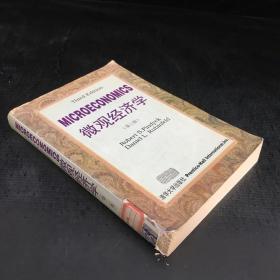 Third Edition
MICROECONOMICS
微观经济学
(第三版)
Robert S. Pindyck
Daniel L. Rubinfeld
清华大学出版社
Prentice-Hall International, Inc.
MICROECONOMICS 微观经济学